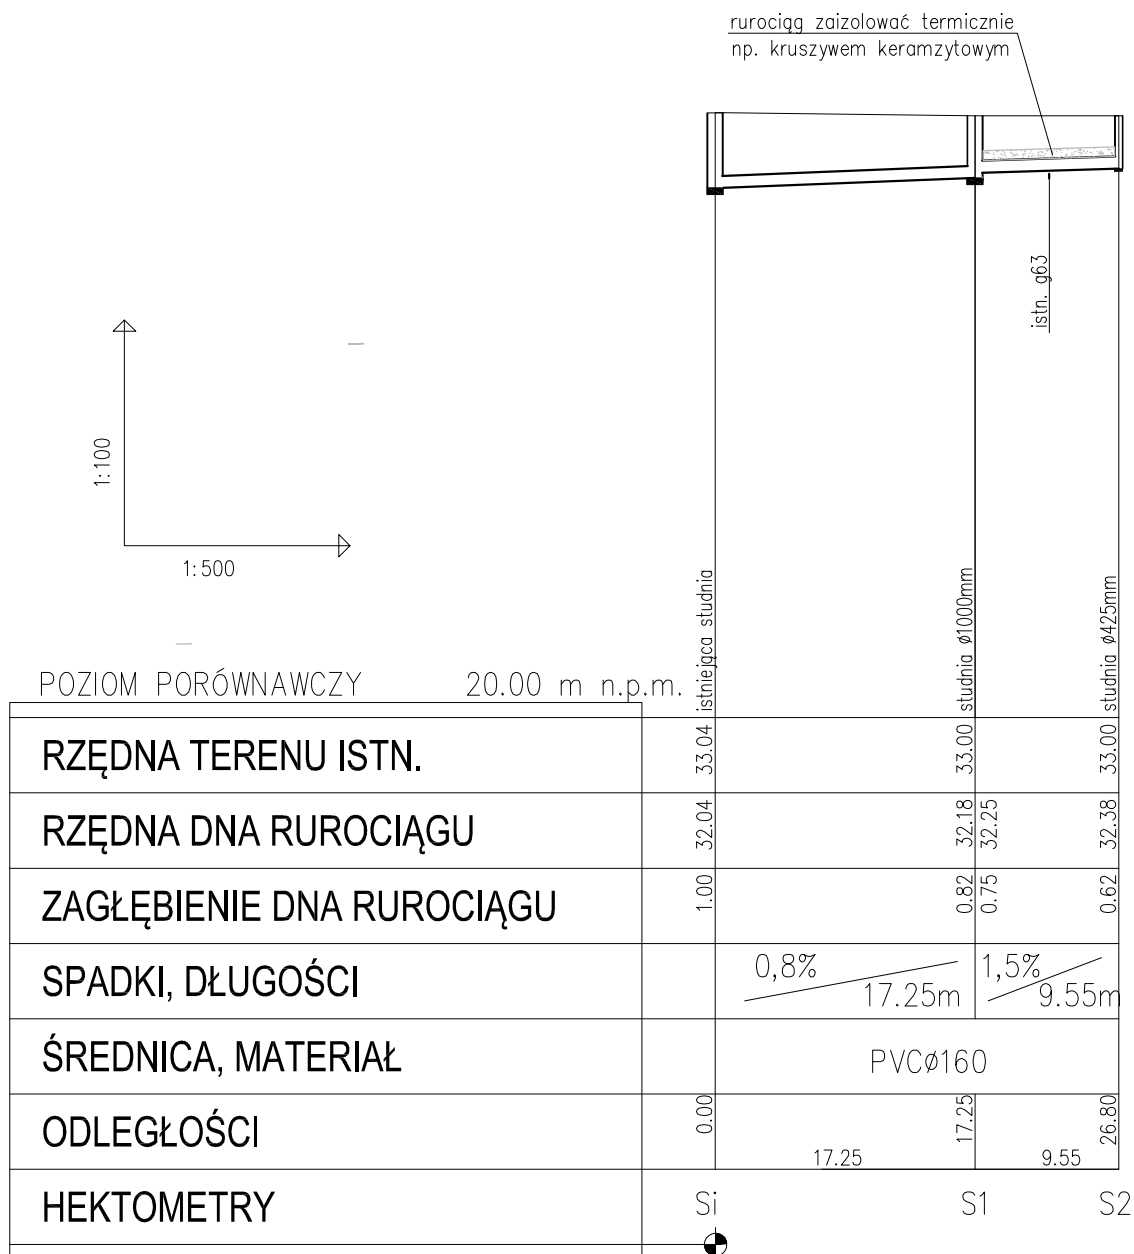 rurociąg zaizolować termicznie
np. kruszywem keramzytowym
istn. g63
1:100
1:500
istniejąca studnia
studnia ø1000mm
studnia ø425mm
POZIOM PORÓWNAWCZY 20.00 m n.p.m.
RZĘDNA TERENU ISTN. 33.04 33.00 33.00
RZĘDNA DNA RUROCIĄGU 32.04 32.18 32.25 32.38
ZAGŁĘBIENIE DNA RUROCIĄGU 1.00 0.82 0.75 0.62
SPADKI, DŁUGOŚCI 0,8% 17.25m 1,5% 9.55m
ŚREDNICA, MATERIAŁ PVCø160
ODLEGŁOŚCI 0.00 17.25 26.80
17.25 9.55
HEKTOMETRY Si S1 S2